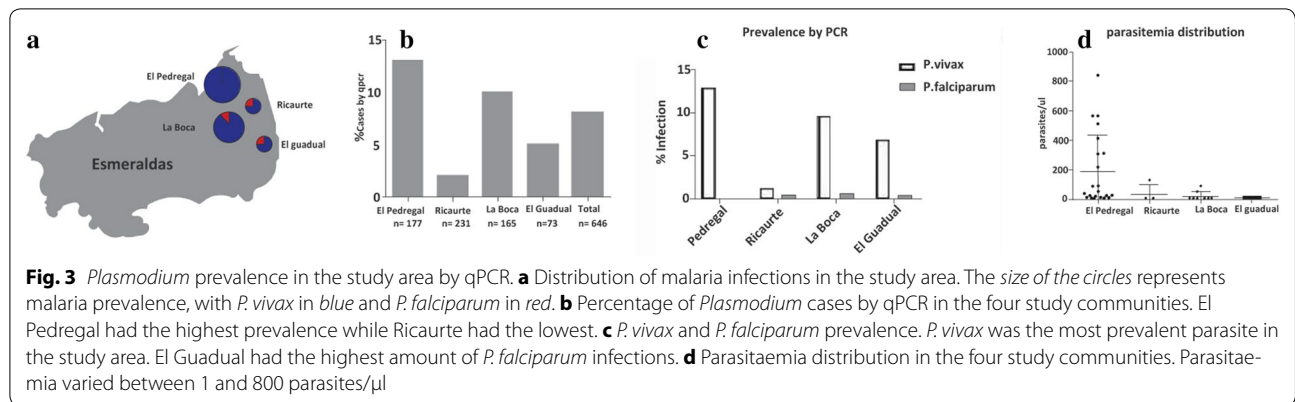 a
El Pedregal
Ricaurte
La Boca
El guadual
Esmeraldas
b
%Cases by qpcr
15
10
5
0
El Pedregal Ricaurte La Boca El Guadual Total
n= 177 n= 231 n= 165 n=73 n= 646
c
Prevalence by PCR
P.vivax
P.falciparum
% Infection
15
10
5
0
Pedregal Ricaurte La Boca El Guadual
d
parasitemia distribution
parasites/ul
1000
800
600
400
200
0
El Pedregal Ricaurte La Boca El guadual
Fig. 3 Plasmodium prevalence in the study area by qPCR. a Distribution of malaria infections in the study area. The size of the circles represents
malaria prevalence, with P. vivax in blue and P. falciparum in red. b Percentage of Plasmodium cases by qPCR in the four study communities. El
Pedregal had the highest prevalence while Ricaurte had the lowest. c P. vivax and P. falciparum prevalence. P. vivax was the most prevalent parasite in
the study area. El Guadual had the highest amount of P. falciparum infections. d Parasitaemia distribution in the four study communities. Parasitae-
mia varied between 1 and 800 parasites/μl